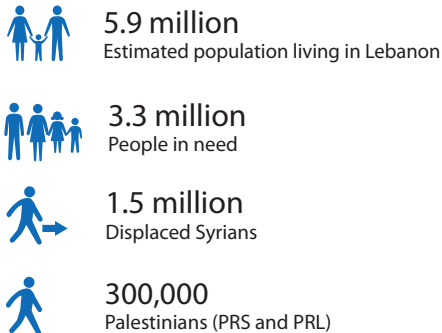 5.9 million
Estimated population living in Lebanon
3.3 million
People in need
1.5 million
Displaced Syrians
300,000
Palestinians (PRS and PRL)